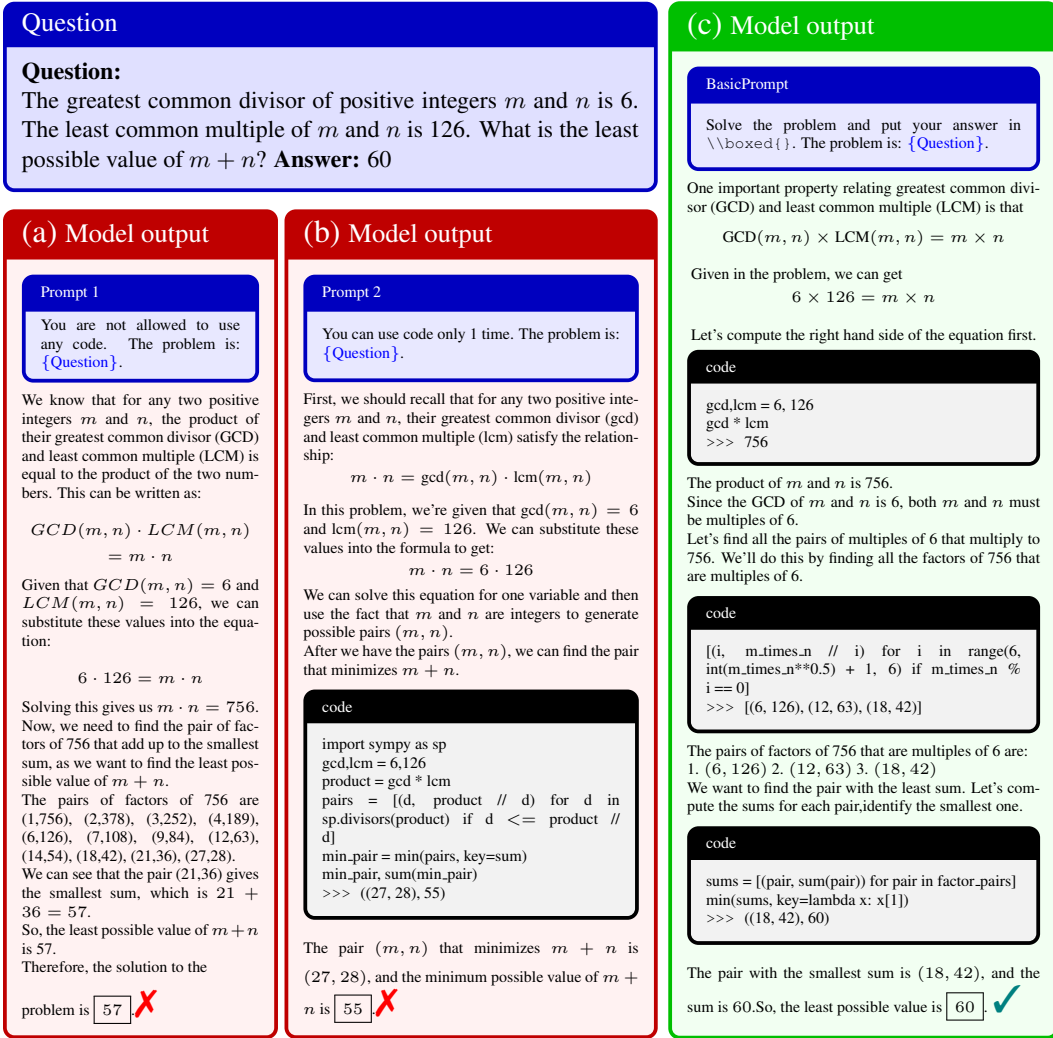 Question
Question:
The greatest common divisor of positive integers m and n is 6.
The least common multiple of m and n is 126. What is the least
possible value of m + n? Answer: 60
(a) Model output
Prompt 1
You are not allowed to use
any code. The problem is:
{Question}.
We know that for any two positive
integers m and n, the product of
their greatest common divisor (GCD)
and least common multiple (LCM) is
equal to the product of the two num-
bers. This can be written as:
GCD(m, n) · LCM(m, n)
= m · n
Given that GCD(m, n) = 6 and
LCM(m, n) = 126, we can
substitute these values into the equa-
tion:
6 · 126 = m · n
Solving this gives us m · n = 756.
Now, we need to find the pair of fac-
tors of 756 that add up to the smallest
sum, as we want to find the least pos-
sible value of m + n.
The pairs of factors of 756 are
(1,756), (2,378), (3,252), (4,189),
(6,126), (7,108), (9,84), (12,63),
(14,54), (18,42), (21,36), (27,28).
We can see that the pair (21,36) gives
the smallest sum, which is 21 +
36 = 57.
So, the least possible value of m+n
is 57.
Therefore, the solution to the
problem is 57 .✗
(b) Model output
Prompt 2
You can use code only 1 time. The problem is:
{Question}.
First, we should recall that for any two positive inte-
gers m and n, their greatest common divisor (gcd)
and least common multiple (lcm) satisfy the relation-
ship:
m · n = gcd(m, n) · lcm(m, n)
In this problem, we're given that gcd(m, n) = 6
and lcm(m, n) = 126. We can substitute these
values into the formula to get:
m · n = 6 · 126
We can solve this equation for one variable and then
use the fact that m and n are integers to generate
possible pairs (m, n).
After we have the pairs (m, n), we can find the pair
that minimizes m + n.
code
import sympy as sp
gcd,lcm = 6,126
product = gcd * lcm
pairs = [(d, product // d) for d in
sp.divisors(product) if d <= product //
d]
min_pair = min(pairs, key=sum)
min_pair, sum(min_pair)
>>> ((27, 28), 55)
The pair (m, n) that minimizes m + n is
(27, 28), and the minimum possible value of m +
n is 55 .✗
(c) Model output
BasicPrompt
Solve the problem and put your answer in
\\boxed{}. The problem is: {Question}.
One important property relating greatest common divi-
sor (GCD) and least common multiple (LCM) is that
GCD(m, n) × LCM(m, n) = m × n
Given in the problem, we can get
6 × 126 = m × n
Let's compute the right hand side of the equation first.
code
gcd,lcm = 6, 126
gcd * lcm
>>> 756
The product of m and n is 756.
Since the GCD of m and n is 6, both m and n must
be multiples of 6.
Let's find all the pairs of multiples of 6 that multiply to
756. We'll do this by finding all the factors of 756 that
are multiples of 6.
code
[(i, m_times_n // i) for i in range(6,
int(m_times_n**0.5) + 1, 6) if m_times_n %
i == 0]
>>> [(6, 126), (12, 63), (18, 42)]
The pairs of factors of 756 that are multiples of 6 are:
1. (6, 126) 2. (12, 63) 3. (18, 42)
We want to find the pair with the least sum. Let's com-
pute the sums for each pair,identify the smallest one.
code
sums = [(pair, sum(pair)) for pair in factor_pairs]
min(sums, key=lambda x: x[1])
>>> ((18, 42), 60)
The pair with the smallest sum is (18, 42), and the
sum is 60.So, the least possible value is 60 . ✓